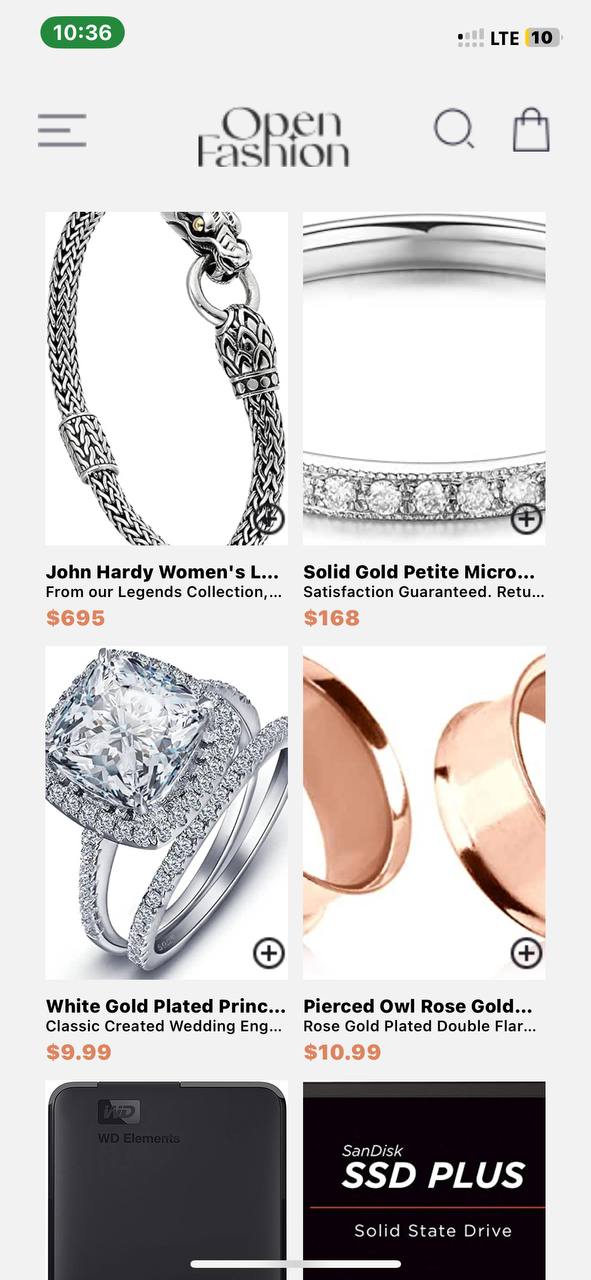 10:36
LTE 10
Open
Fashion
John Hardy Women's L...
From our Legends Collection,...
$695
Solid Gold Petite Micro...
Satisfaction Guaranteed. Retu...
$168
White Gold Plated Princ...
Classic Created Wedding Eng...
$9.99
Pierced Owl Rose Gold...
Rose Gold Plated Double Flar...
$10.99
WD
WD Elements
SanDisk
SSD PLUS
Solid State Drive